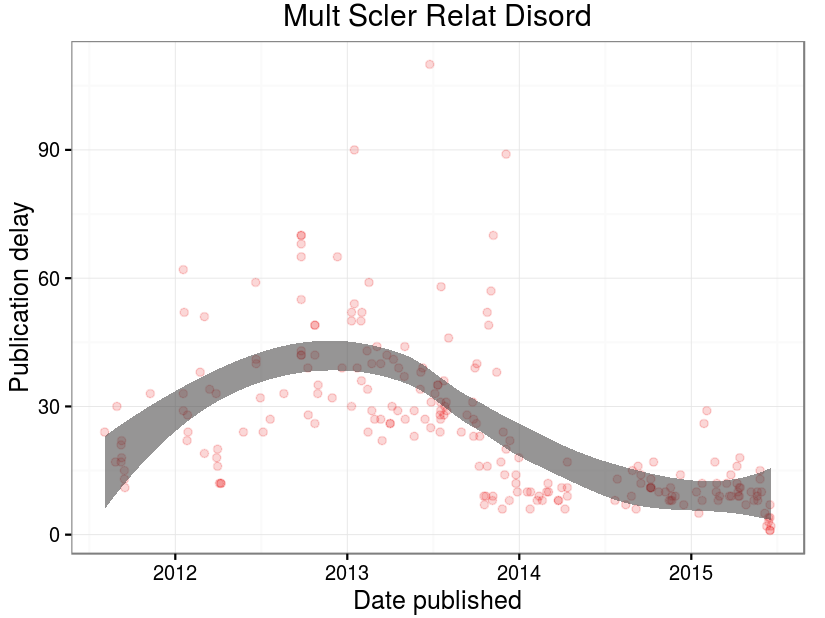 Mult Scler Relat Disord
Publication delay
90
60
30
0
2012
2013
2014
2015
Date published